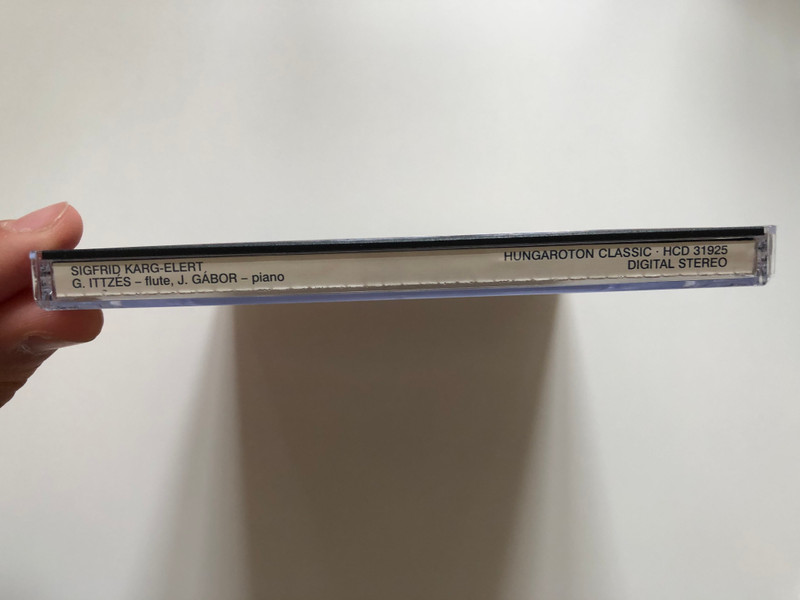 SIGFRID KARG-ELERT
G. ITTZÉS – flute, J. GÁBOR – piano
HUNGAROTON CLASSIC · HCD 31925
DIGITAL STEREO